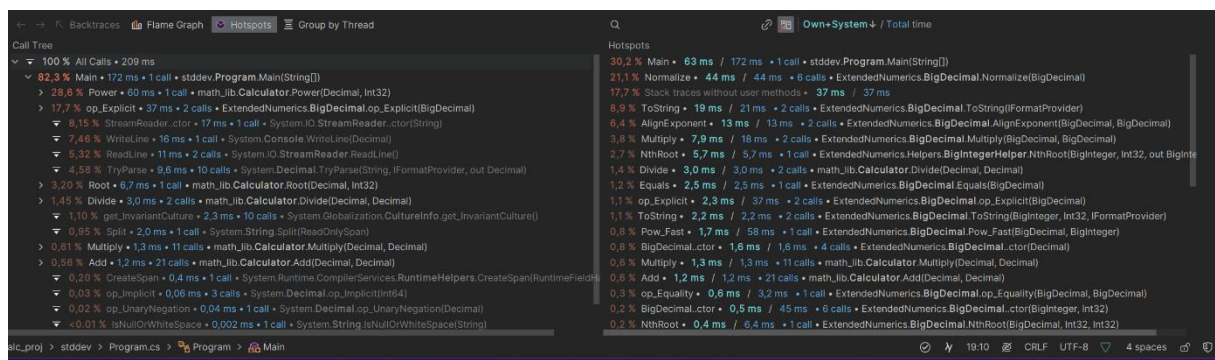 Backtraces Flame Graph Hotspots Group by Thread
Own+System↓ / Total time
Call Tree
100 % All Calls • 209 ms
82,3 % Main • 172 ms • 1 call • stddev.Program.Main(String[])
28,6 % Power • 60 ms • 1 call • math_lib.Calculator.Power(Decimal, Int32)
17,7 % op_Explicit • 37 ms • 2 calls • ExtendedNumerics.BigDecimal.op_Explicit(BigDecimal)
8,15 % StreamReader..ctor • 17 ms • 1 call • System.IO.StreamReader..ctor(String)
7,46 % WriteLine • 16 ms • 1 call • System.Console.WriteLine(Decimal)
5,32 % ReadLine • 11 ms • 2 calls • System.IO.StreamReader.ReadLine()
4,58 % TryParse • 9,6 ms • 10 calls • System.Decimal.TryParse(String, IFormatProvider, out Decimal)
3,20 % Root • 6,7 ms • 1 call • math_lib.Calculator.Root(Decimal, Int32)
1,45 % Divide • 3,0 ms • 2 calls • math_lib.Calculator.Divide(Decimal, Decimal)
1,10 % get_InvariantCulture • 2,3 ms • 10 calls • System.Globalization.CultureInfo.get_InvariantCulture()
0,95 % Split • 2,0 ms • 1 call • System.String.Split(ReadOnlySpan)
0,61 % Multiply • 1,3 ms • 11 calls • math_lib.Calculator.Multiply(Decimal, Decimal)
0,56 % Add • 1,2 ms • 21 calls • math_lib.Calculator.Add(Decimal, Decimal)
0,20 % CreateSpan • 0,4 ms • 1 call • System.Runtime.CompilerServices.RuntimeHelpers.CreateSpan(RuntimeFieldHa
0,03 % op_Implicit • 0,06 ms • 3 calls • System.Decimal.op_Implicit(Int64)
0,02 % op_UnaryNegation • 0,04 ms • 1 call • System.Decimal.op_UnaryNegation(Decimal)
<0.01 % IsNullOrWhiteSpace • 0,002 ms • 1 call • System.String.IsNullOrWhiteSpace(String)
Hotspots
30,2 % Main • 63 ms / 172 ms • 1 call • stddev.Program.Main(String[])
21,1 % Normalize • 44 ms / 44 ms • 6 calls • ExtendedNumerics.BigDecimal.Normalize(BigDecimal)
17,7 % Stack traces without user methods • 37 ms / 37 ms
8,9 % ToString • 19 ms / 21 ms • 2 calls • ExtendedNumerics.BigDecimal.ToString(IFormatProvider)
6,4 % AlignExponent • 13 ms / 13 ms • 2 calls • ExtendedNumerics.BigDecimal.AlignExponent(BigDecimal, BigDecimal)
3,8 % Multiply • 7,9 ms / 18 ms • 2 calls • ExtendedNumerics.BigDecimal.Multiply(BigDecimal, BigDecimal)
2,7 % NthRoot • 5,7 ms / 5,7 ms • 1 call • ExtendedNumerics.Helpers.BigIntegerHelper.NthRoot(BigInteger, Int32, out BigInte
1,4 % Divide • 3,0 ms / 3,0 ms • 2 calls • math_lib.Calculator.Divide(Decimal, Decimal)
1,2 % Equals • 2,5 ms / 2,5 ms • 1 call • ExtendedNumerics.BigDecimal.Equals(BigDecimal)
1,1 % op_Explicit • 2,3 ms / 37 ms • 2 calls • ExtendedNumerics.BigDecimal.op_Explicit(BigDecimal)
1,1 % ToString • 2,2 ms / 2,2 ms • 2 calls • ExtendedNumerics.BigDecimal.ToString(BigInteger, Int32, IFormatProvider)
0,8 % Pow_Fast • 1,7 ms / 58 ms • 1 call • ExtendedNumerics.BigDecimal.Pow_Fast(BigDecimal, BigInteger)
0,8 % BigDecimal..ctor • 1,6 ms / 1,6 ms • 4 calls • ExtendedNumerics.BigDecimal..ctor(Decimal)
0,6 % Multiply • 1,3 ms / 1,3 ms • 11 calls • math_lib.Calculator.Multiply(Decimal, Decimal)
0,6 % Add • 1,2 ms / 1,2 ms • 21 calls • math_lib.Calculator.Add(Decimal, Decimal)
0,3 % op_Equality • 0,6 ms / 3,2 ms • 1 call • ExtendedNumerics.BigDecimal.op_Equality(BigDecimal, BigDecimal)
0,2 % BigDecimal..ctor • 0,5 ms / 45 ms • 6 calls • ExtendedNumerics.BigDecimal..ctor(BigInteger, Int32)
0,2 % NthRoot • 0,4 ms / 6,4 ms • 1 call • ExtendedNumerics.BigDecimal.NthRoot(BigDecimal, Int32, Int32)
alc_proj > stddev > Program.cs > Program > Main
19:10 CRLF UTF-8 4 spaces